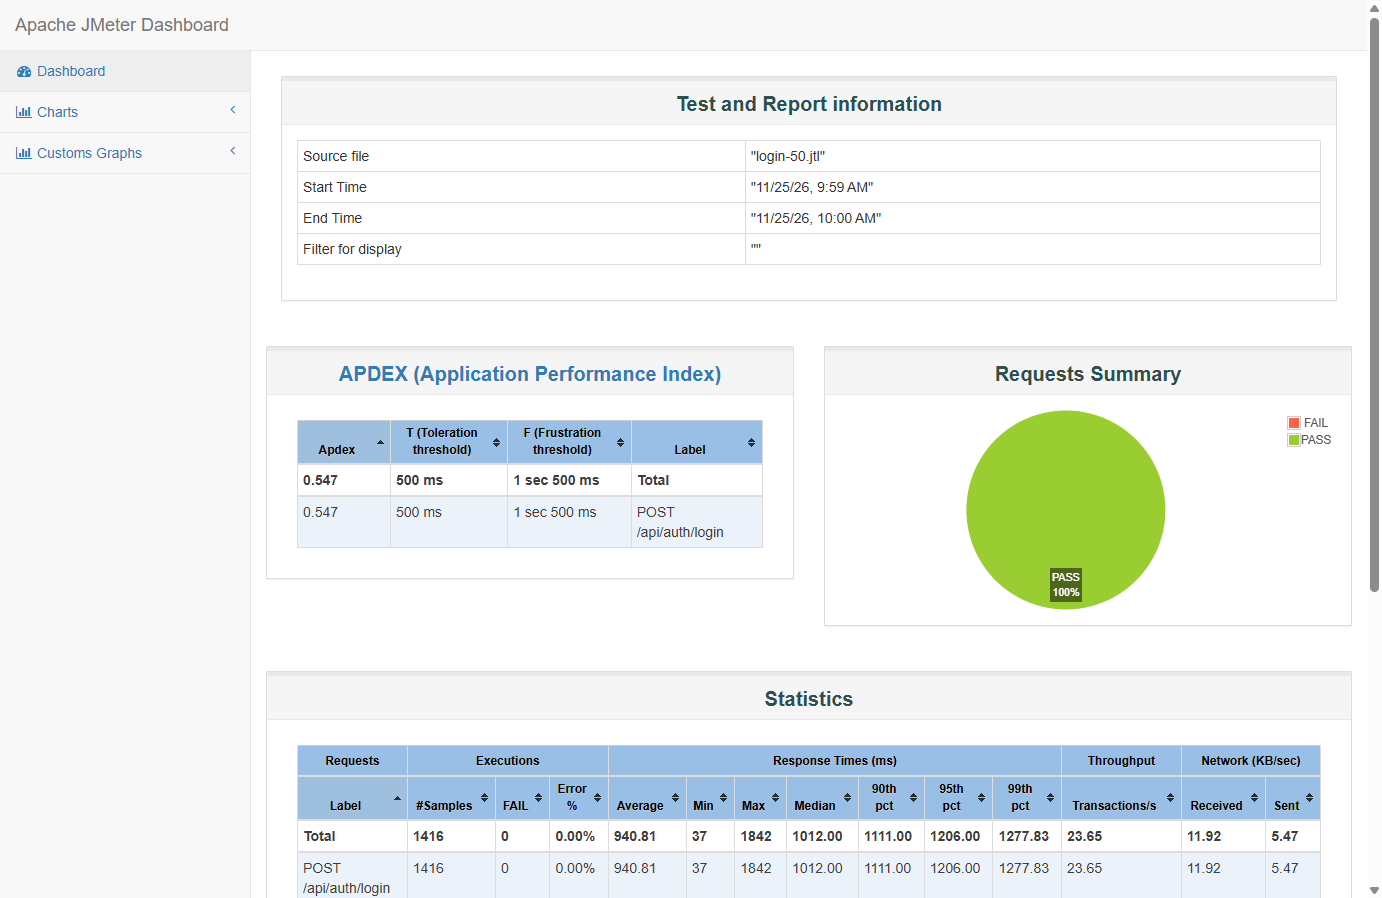 Apache JMeter Dashboard
Dashboard
Charts
Customs Graphs
Test and Report information
Source file "login-50.jtl"
Start Time "11/25/26, 9:59 AM"
End Time "11/25/26, 10:00 AM"
Filter for display ""
APDEX (Application Performance Index)
Apdex T (Toleration threshold) F (Frustration threshold) Label
0.547 500 ms 1 sec 500 ms Total
0.547 500 ms 1 sec 500 ms POST
/api/auth/login
Requests Summary
FAIL
PASS
PASS
100%
Statistics
Requests Executions Response Times (ms) Throughput Network (KB/sec)
Label #Samples FAIL Error % Average Min Max Median 90th pct 95th pct 99th pct Transactions/s Received Sent
Total 1416 0 0.00% 940.81 37 1842 1012.00 1111.00 1206.00 1277.83 23.65 11.92 5.47
POST 1416 0 0.00% 940.81 37 1842 1012.00 1111.00 1206.00 1277.83 23.65 11.92 5.47
/api/auth/login